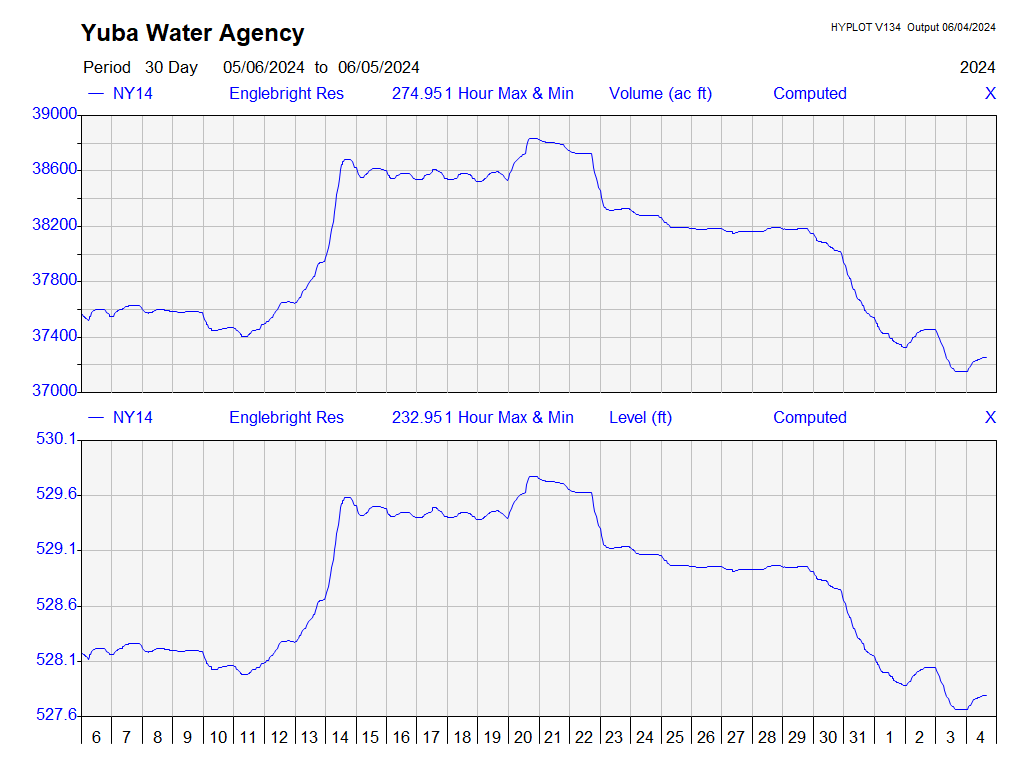 Yuba Water Agency
HYPLOT V134 Output 06/04/2024
Period 30 Day 05/06/2024 to 06/05/2024
2024
NY14 Englebright Res 274.951 Hour Max & Min Volume (ac ft) Computed X
39000
38600
38200
37800
37400
37000
NY14 Englebright Res 232.951 Hour Max & Min Level (ft) Computed X
530.1
529.6
529.1
528.6
528.1
527.6
6 7 8 9 10 11 12 13 14 15 16 17 18 19 20 21 22 23 24 25 26 27 28 29 30 31 1 2 3 4